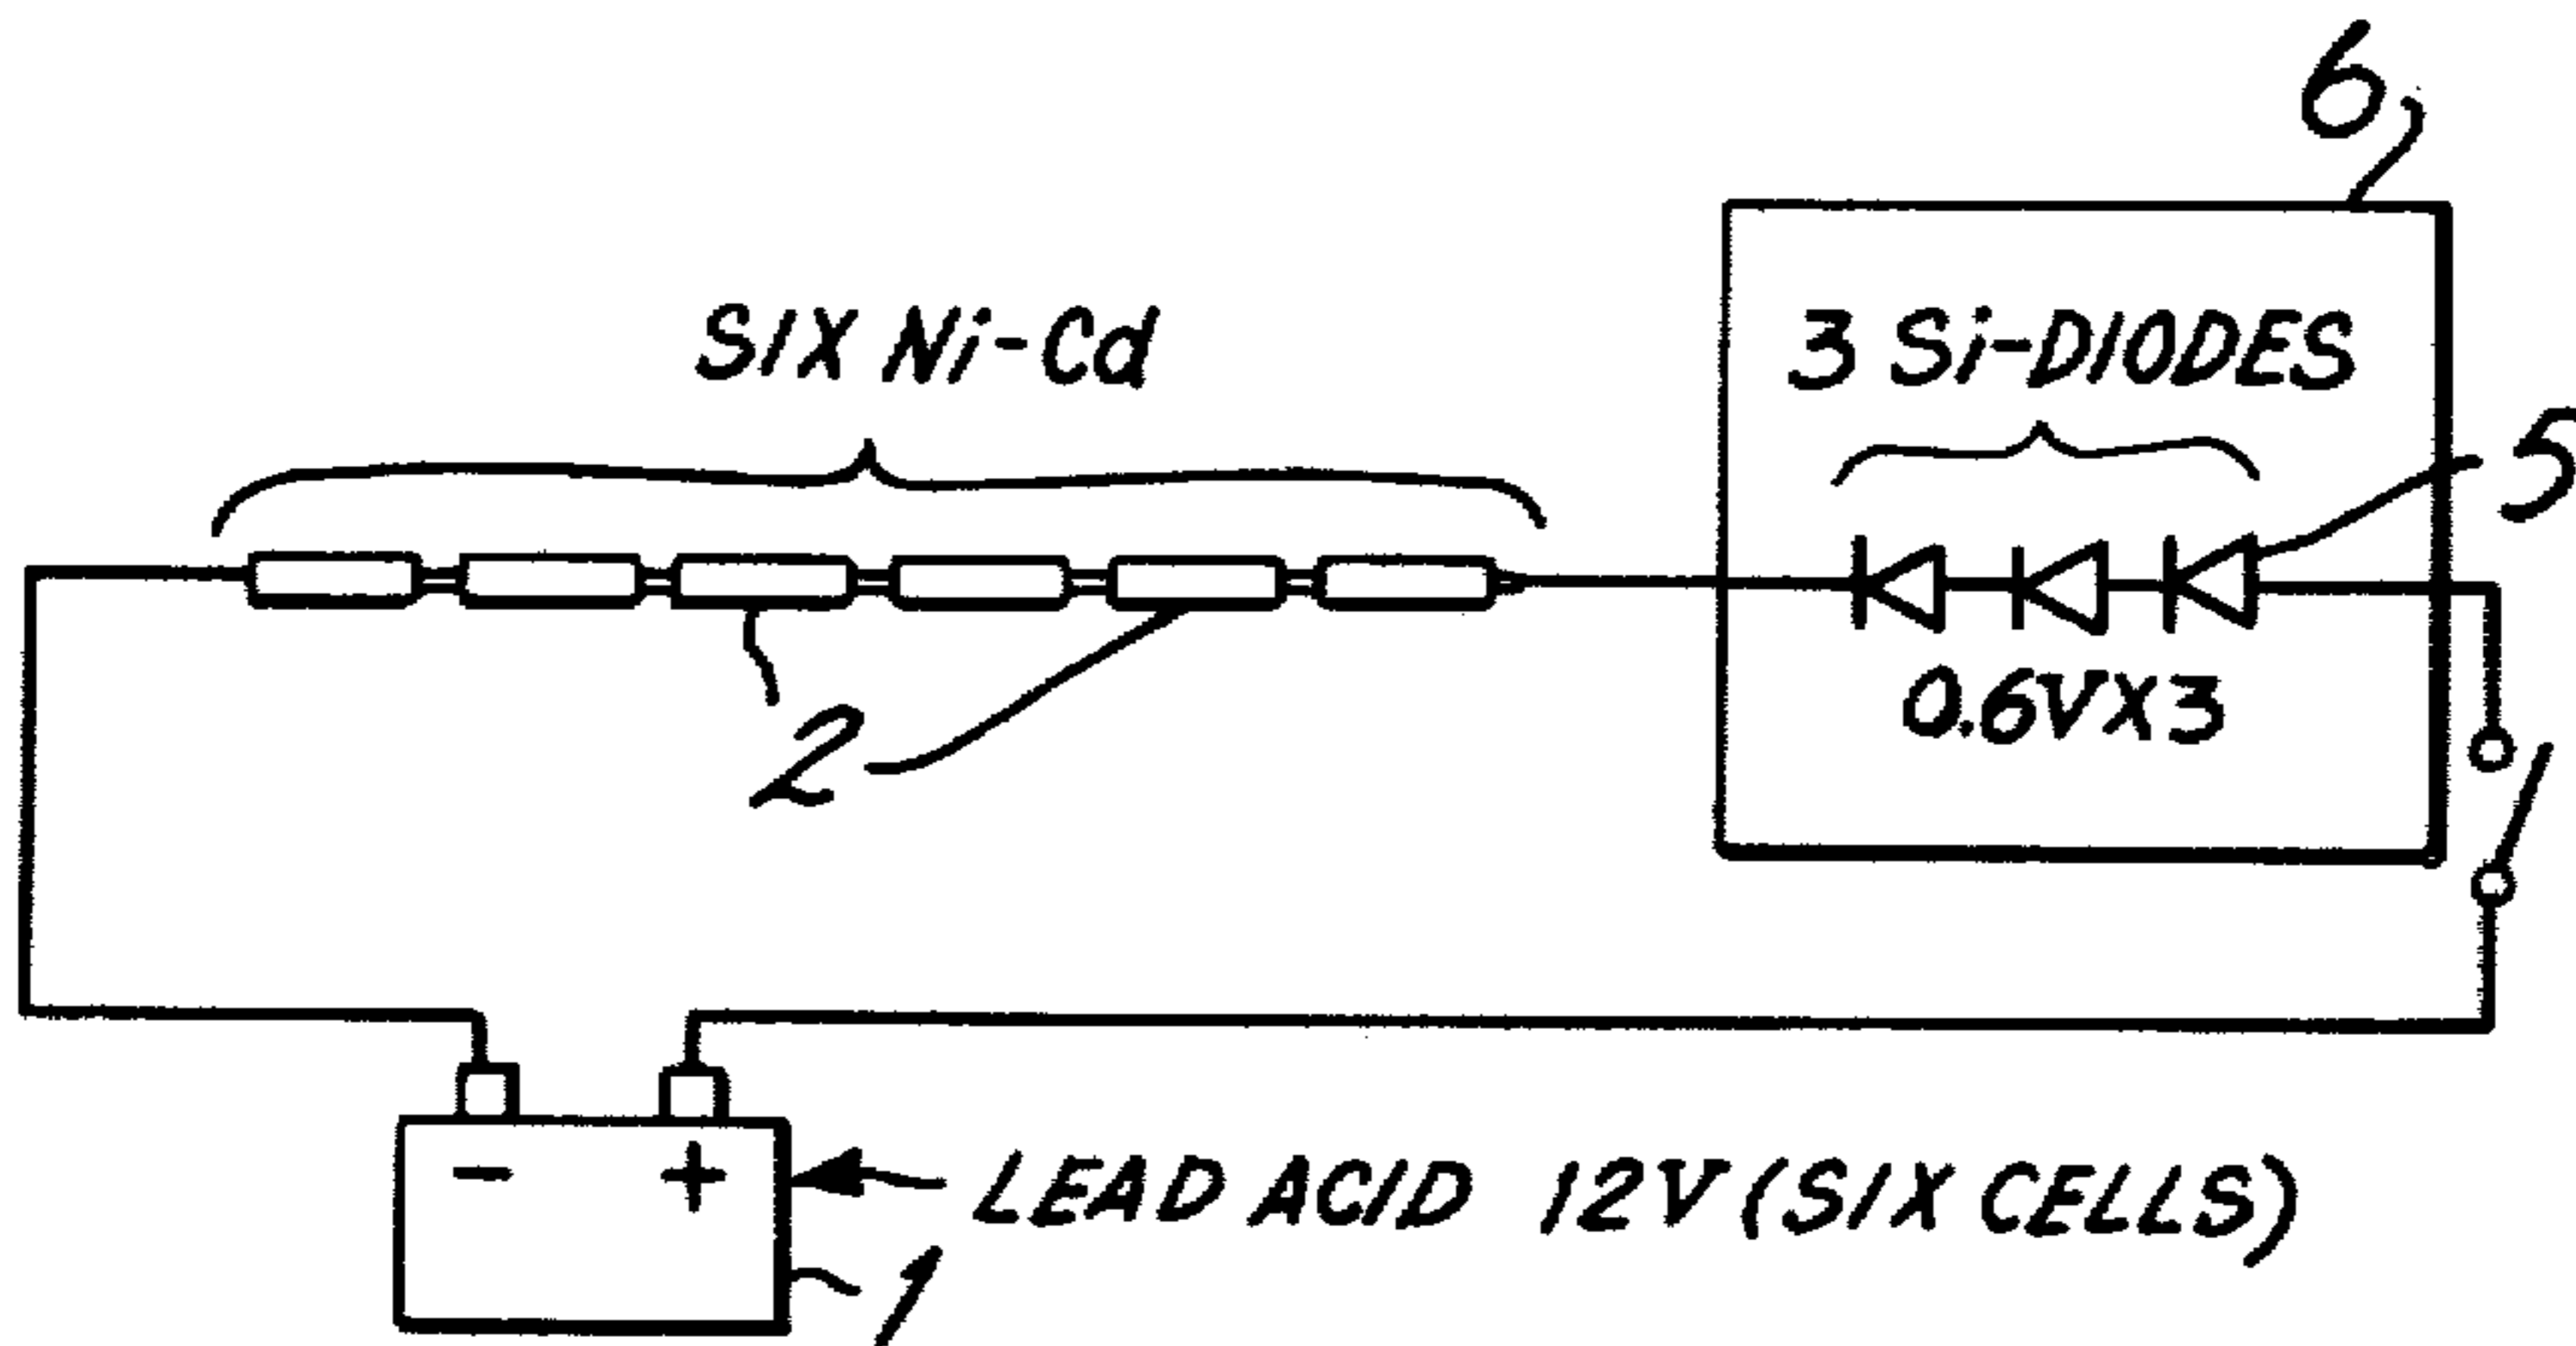 6
SIX Ni-Cd
3 Si-DIODES
5
2
0.6VX3
- +
LEAD ACID 12V (SIX CELLS)
1